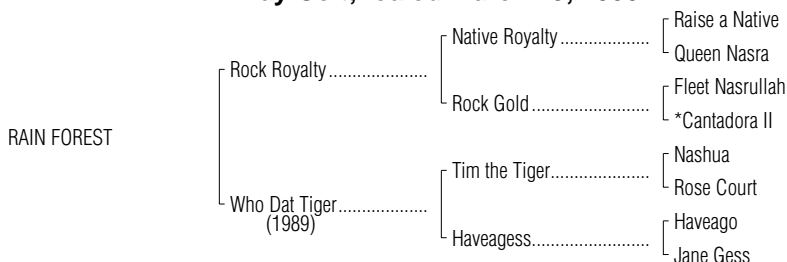 Raise a Native
Native Royalty
Queen Nasra
Rock Royalty
Fleet Nasrullah
Rock Gold
*Cantadora II
RAIN FOREST
Nashua
Tim the Tiger
Rose Court
Who Dat Tiger
(1989)
Haveago
Haveagess
Jane Gess